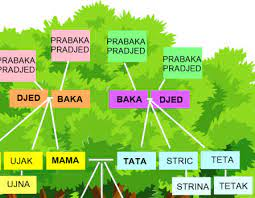 PRABAKA
PRADJED
PRABAKA
PRADJED
PRABAKA
PRADJED
PRABAKA
PRADJED
DJED BAKA BAKA DJED
UJAK MAMA TATA STRIC TETA
UJNA STRINA TETAK